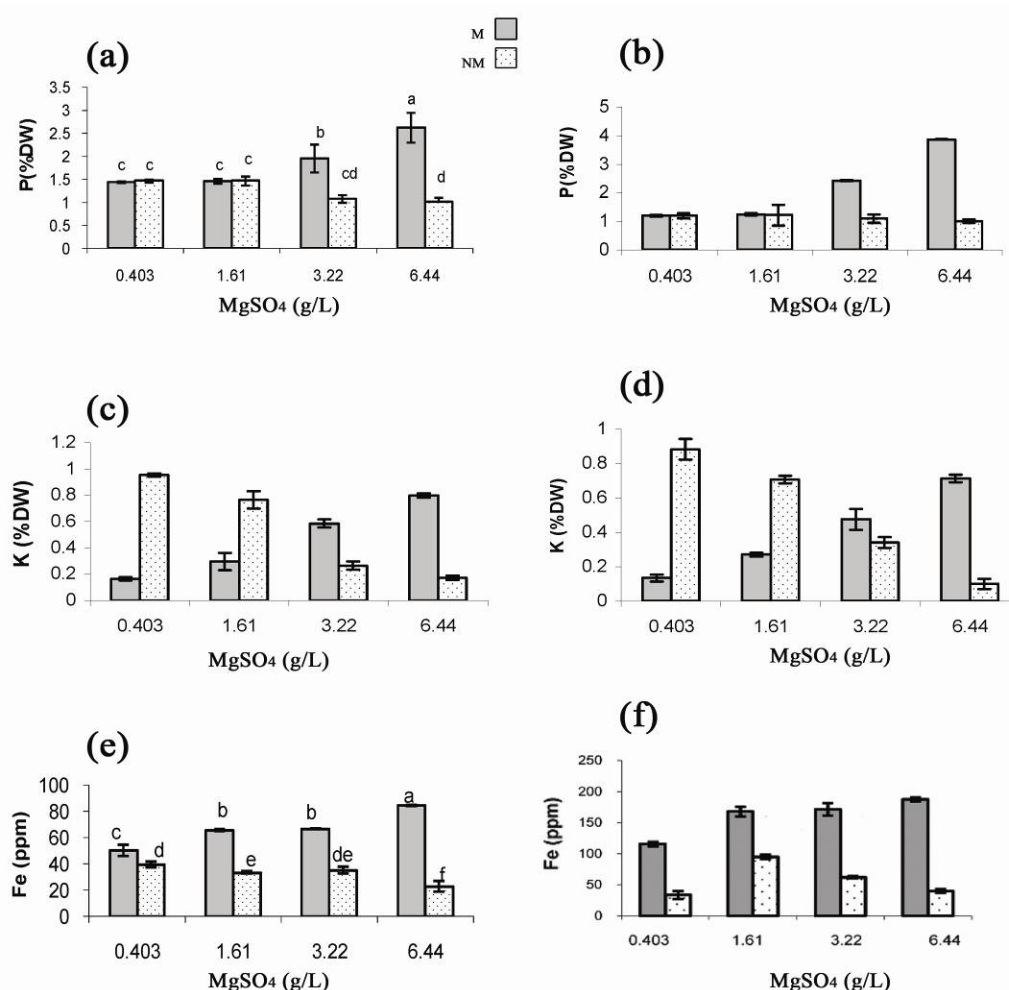 M
NM
(a)
P(%DW)
3.5
3
2.5
2
1.5
1
0.5
0
c c c c b cd a d
0.403 1.61 3.22 6.44
MgSO4 (g/L)
(b)
P(%DW)
5
4
3
2
1
0
0.403 1.61 3.22 6.44
MgSO4 (g/L)
(c)
K (%DW)
1.2
1
0.8
0.6
0.4
0.2
0
0.403 1.61 3.22 6.44
MgSO4 (g/L)
(d)
K (%DW)
1
0.8
0.6
0.4
0.2
0
0.403 1.61 3.22 6.44
MgSO4 (g/L)
(e)
Fe (ppm)
100
80
60
40
20
0
c d b e b de a f
0.403 1.61 3.22 6.44
MgSO4 (g/L)
(f)
Fe (ppm)
250
200
150
100
50
0
0.403 1.61 3.22 6.44
MgSO4 (g/L)